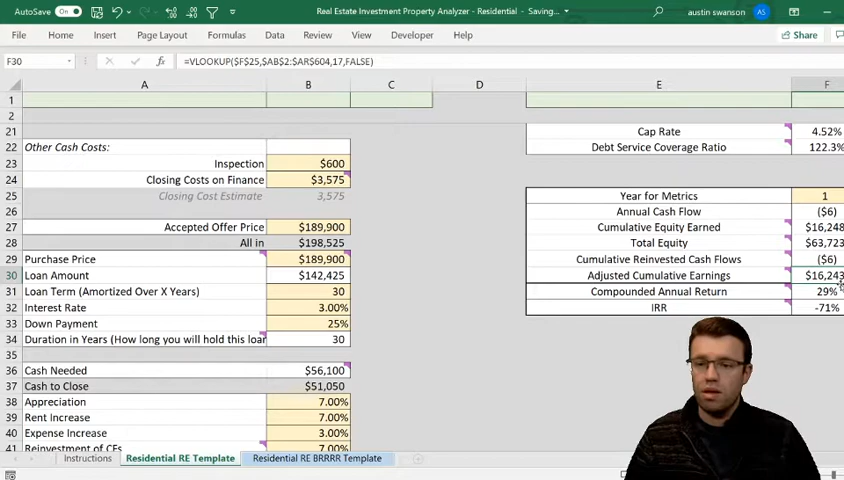 AutoSave On Real Estate Investment Property Analyzer - Residential - Saving... austin swanson AS
File Home Insert Page Layout Formulas Data Review View Developer Help Share
F30 fx =VLOOKUP($F$25,$AB$2:$AR$604,17,FALSE)
A B C D E F
1
2
21 Cap Rate 4.52%
22 Other Cash Costs: Debt Service Coverage Ratio 122.3%
23 Inspection $600
24 Closing Costs on Finance $3,575
25 Closing Cost Estimate 3,575 Year for Metrics 1
26 Annual Cash Flow ($6)
27 Accepted Offer Price $189,900 Cumulative Equity Earned $16,248
28 All in $198,525 Total Equity $63,723
29 Purchase Price $189,900 Cumulative Reinvested Cash Flows ($6)
30 Loan Amount $142,425 Adjusted Cumulative Earnings $16,243
31 Loan Term (Amortized Over X Years) 30 Compounded Annual Return 29%
32 Interest Rate 3.00% IRR -71%
33 Down Payment 25%
34 Duration in Years (How long you will hold this loan 30
35
36 Cash Needed $56,100
37 Cash to Close $51,050
38 Appreciation 7.00%
39 Rent Increase 7.00%
40 Expense Increase 3.00%
41 Reinvestment of CFs 7.00%
Instructions Residential RE Template Residential RE BRRRR Template